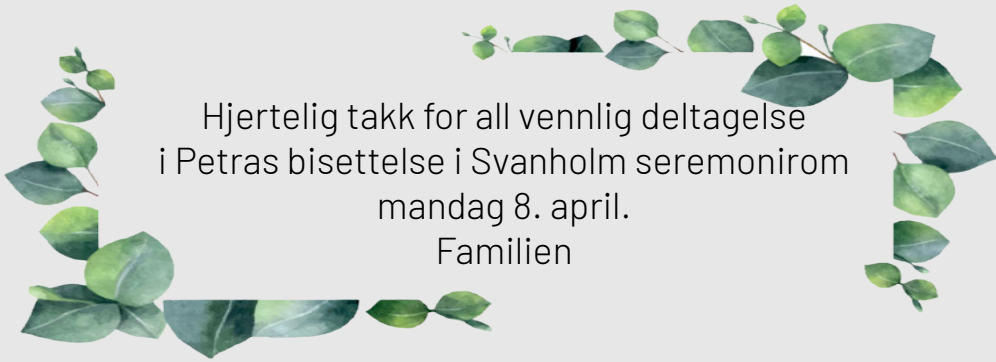 Hjertelig takk for all vennlig deltagelse
i Petras bisettelse i Svanholm seremonirom
mandag 8. april.
Familien